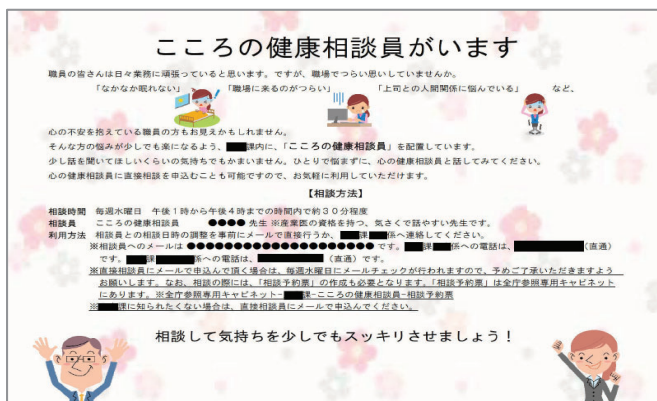 こころの健康相談員がいます
職員の皆さんは日々業務に頑張っていると思います。ですが、職場でつらい思いしていませんか。
「なかなか眠れない」 「職場に来るのがつらい」 「上司との人間関係に悩んでいる」 など、
心の不安を抱えている職員の方もお見えかもしれません。
そんな方の悩みが少しでも楽になるよう、課内に、「こころの健康相談員」を配置しています。
少し話を聞いてほしいくらいの気持ちでもかまいません。ひとりで悩まずに、心の健康相談員と話してみてください。
心の健康相談員に直接相談を申込むことも可能ですので、お気軽に利用していただけます。
【相談方法】
相談時間 毎週水曜日 午後1時から午後4時までの時間内で約30分程度
相談員 こころの健康相談員 ●●●● 先生 ※産業医の資格を持つ、気さくで話やすい先生です。
利用方法 相談員との相談日時の調整を事前にメールで直接行うか、課係へ連絡してください。
※相談員へのメールは ●●●●●●●●●●●●●●●●●●●● です。課係への電話は、（直通）
です。課係への電話は、（直通）です。
※直接相談員にメールで申込んで頂く場合は、毎週水曜日にメールチェックが行われますので、予めご了承いただきますよう
お願いします。なお、相談の際には、「相談予約票」の作成も必要となります。「相談予約票」は全庁参照専用キャビネット
にあります。※全庁参照専用キャビネット-課-こころの健康相談員-相談予約票
※課に知られたくない場合は、直接相談員にメールで申込んでください。
相談して気持ちを少しでもスッキリさせましょう！